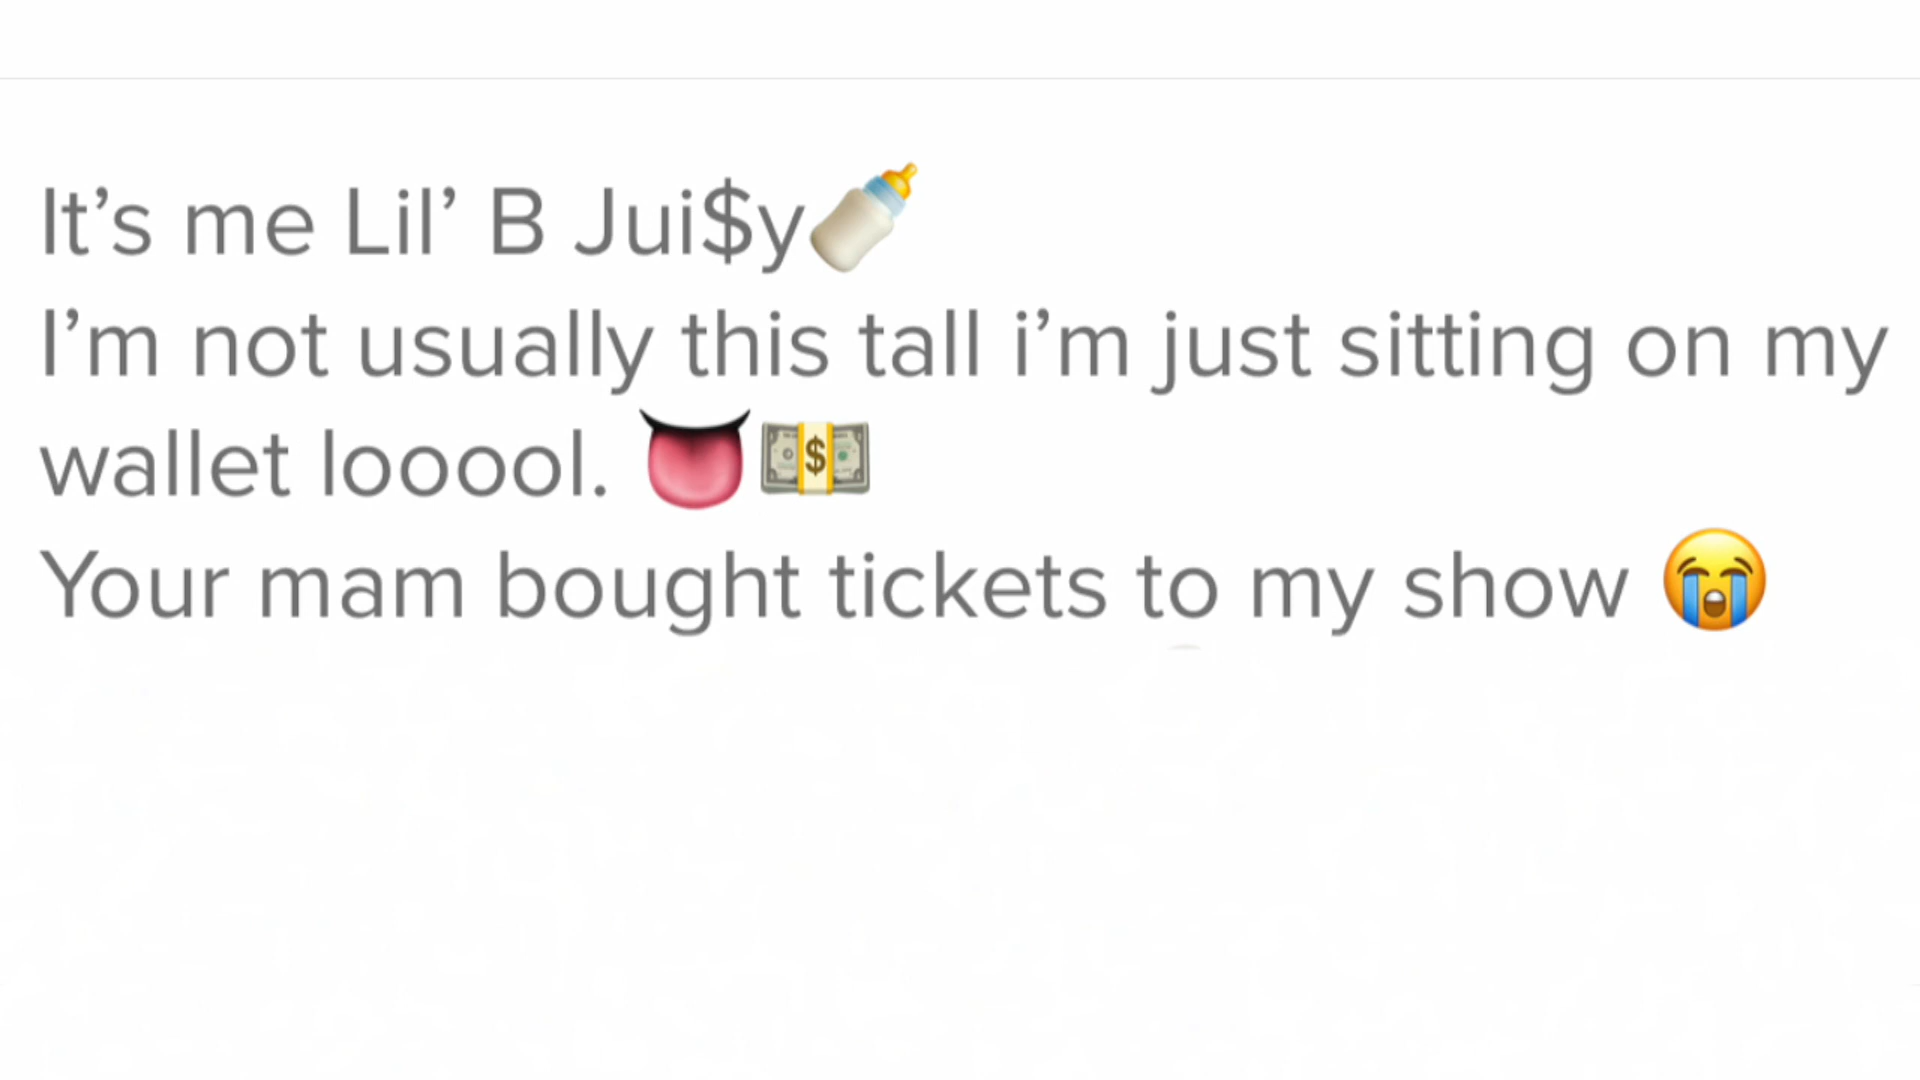 It’s me Lil’ B Jui$y🍼
I’m not usually this tall i’m just sitting on my
wallet looool. 👅💵
Your mam bought tickets to my show 😭